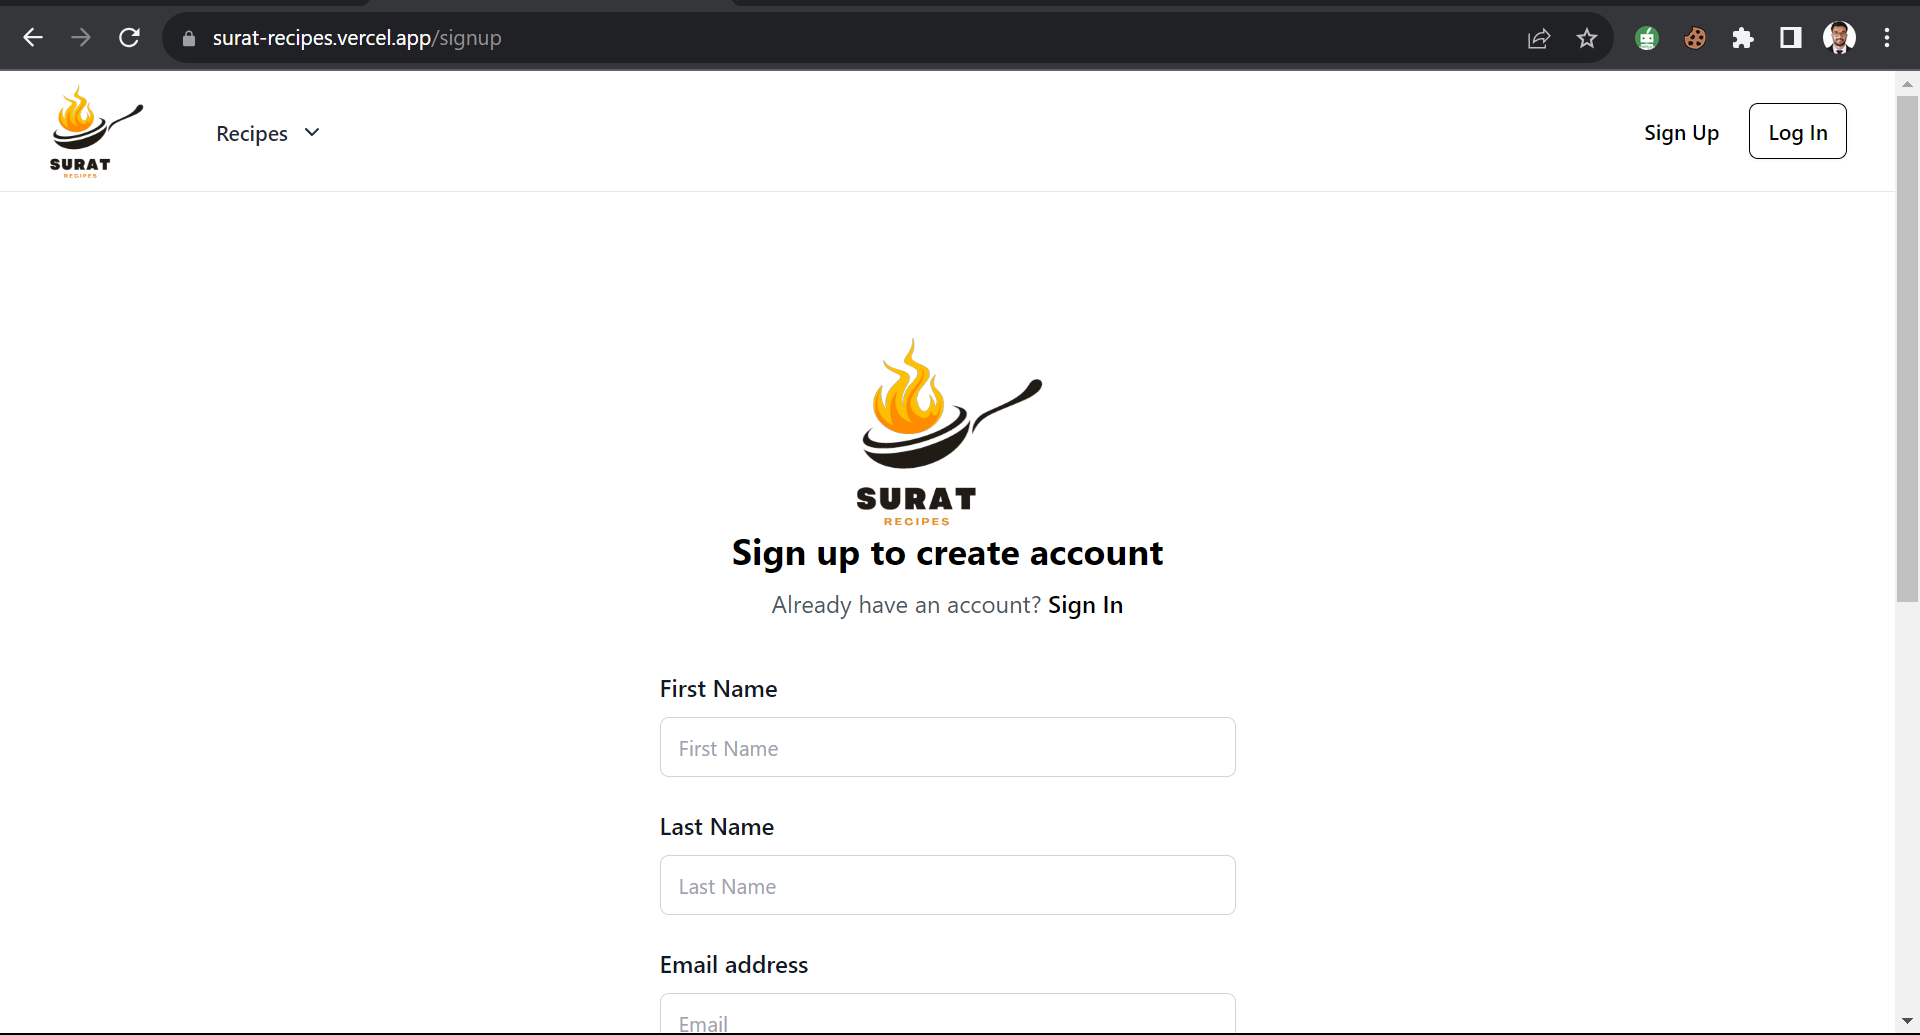 surat-recipes.vercel.app/signup
SURAT
RECIPES
Recipes
Sign Up
Log In
SURAT
RECIPES
Sign up to create account
Already have an account? Sign In
First Name
First Name
Last Name
Last Name
Email address
Email